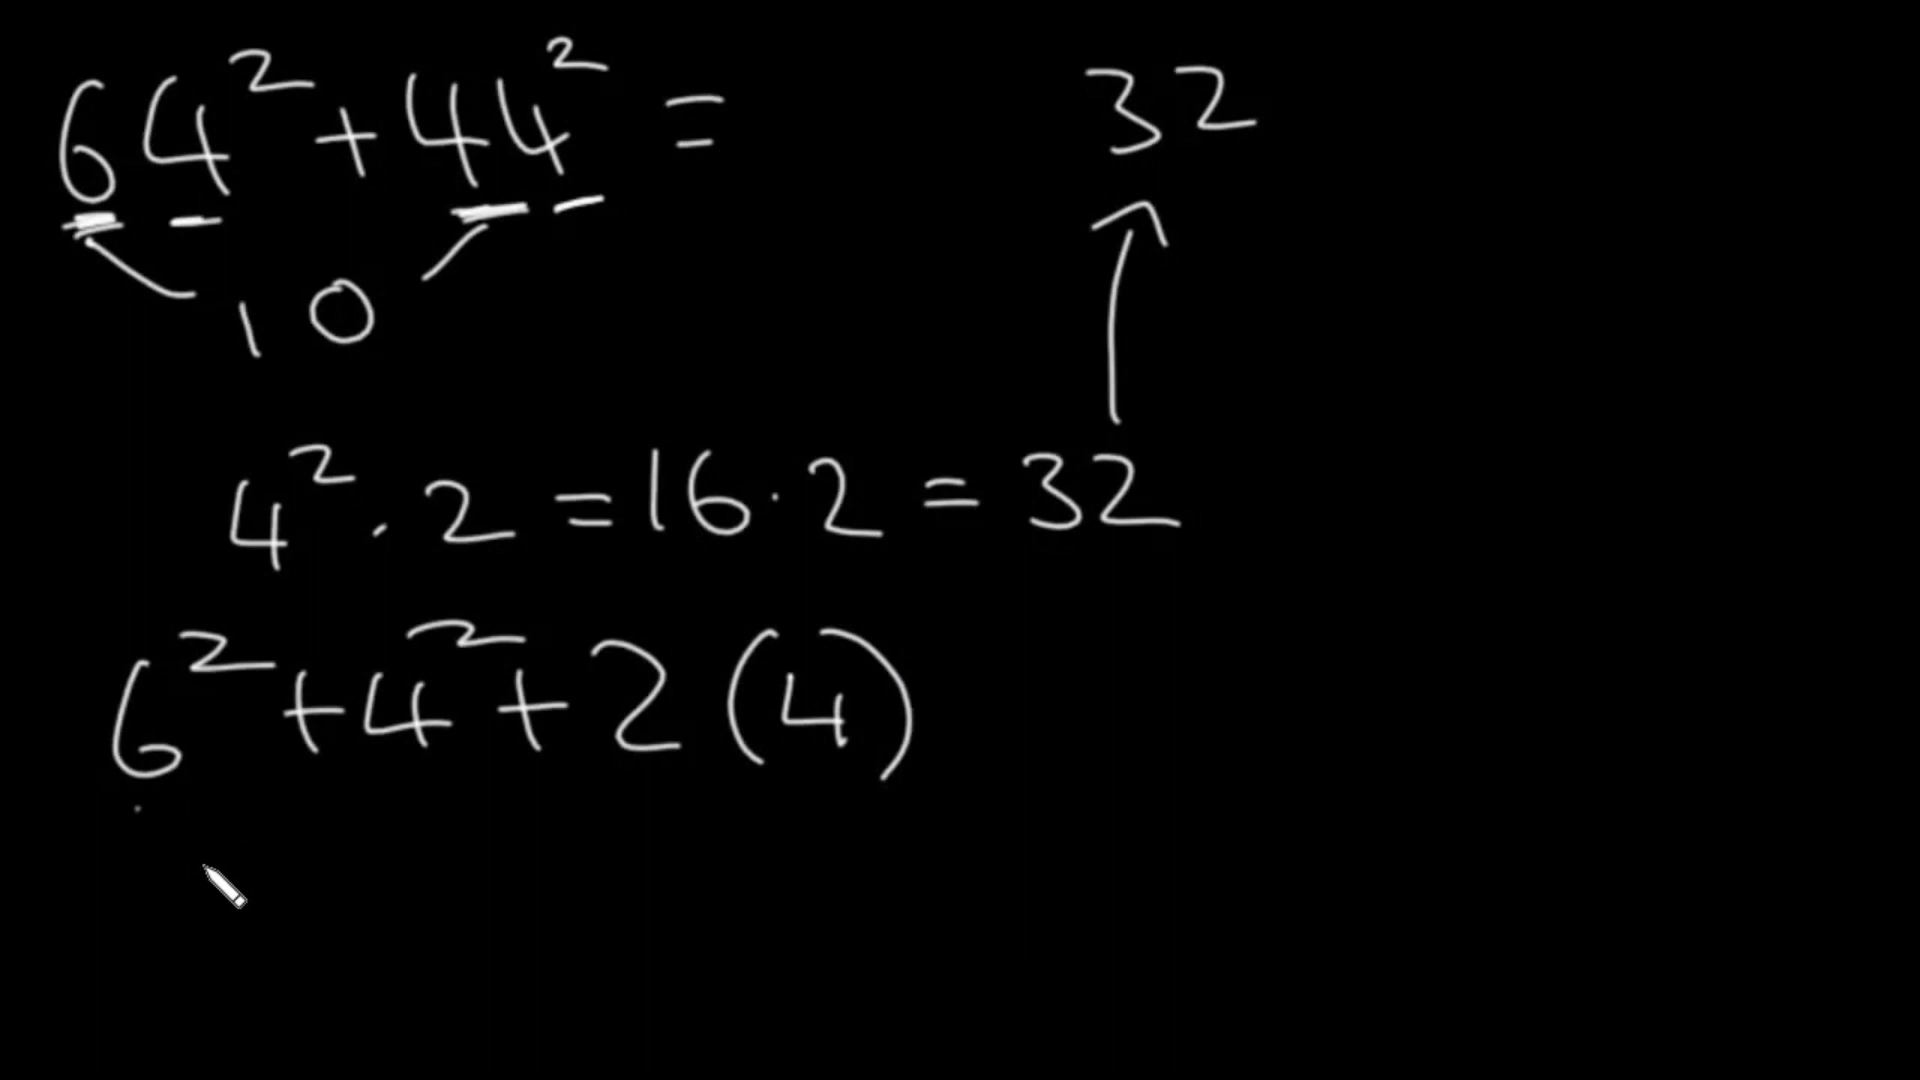 64² + 44² =
32
10
4² · 2 = 16 · 2 = 32
6² + 4² + 2(4)